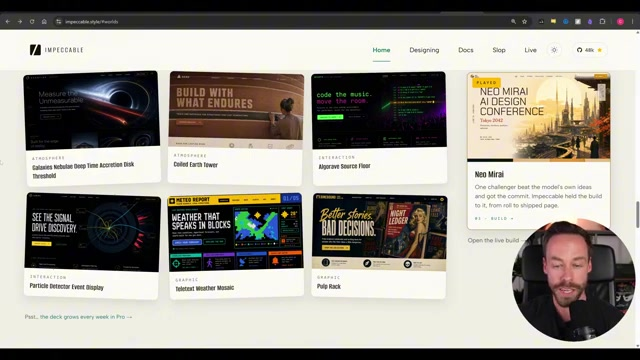 impeccable.style/#worlds
IMPECCABLE
Home
Designing
Docs
Slop
Live
48k
Measure the
Unmeasurable.
ATMOSPHERE
Galaxies Nebulae Deep Time Accretion Disk
Threshold
BUILD WITH
WHAT ENDURES
ATMOSPHERE
Coiled Earth Tower
code the music.
move the room.
INTERACTION
Algorave Source Floor
SEE THE SIGNAL
DRIVE DISCOVERY.
INTERACTION
Particle Detector Event Display
METEO REPORT
WEATHER THAT
SPEAKS IN BLOCKS
GRAPHIC
Teletext Weather Mosaic
Better stories.
BAD DECISIONS.
NIGHT
LEDGER
GRAPHIC
Pulp Rack
PLAYED
NEO MIRAI
AI DESIGN
CONFERENCE
Tokyo 2042
Neo Mirai
One challenger beat the model's own ideas
and got the commit. Impeccable held the build
to it, from roll to shipped page.
Open the live build
Psst, the deck grows every week in Pro →